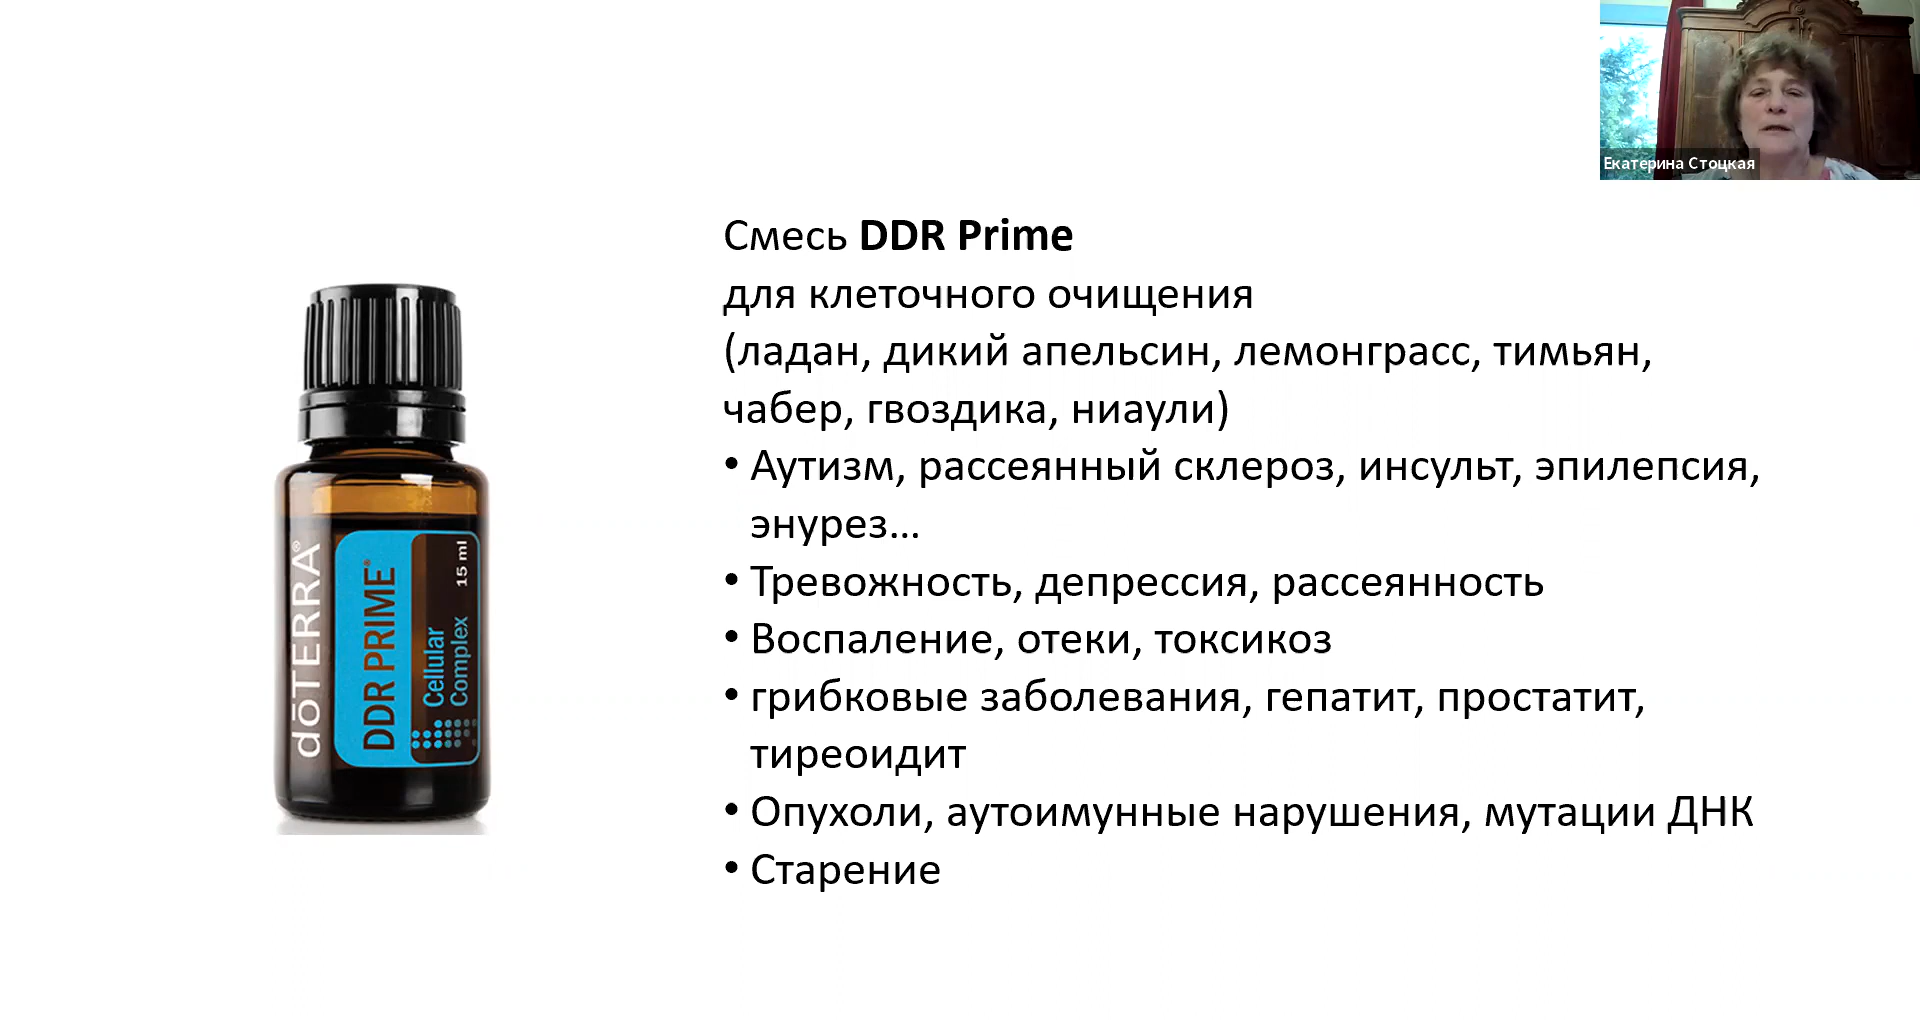 Екатерина Стоцкая
Смесь DDR Prime
для клеточного очищения
(ладан, дикий апельсин, лемонграсс, тимьян,
чабер, гвоздика, ниаули)
• Аутизм, рассеянный склероз, инсульт, эпилепсия,
энурез...
• Тревожность, депрессия, рассеянность
• Воспаление, отеки, токсикоз
• грибковые заболевания, гепатит, простатит,
тиреоидит
• Опухоли, аутоимунные нарушения, мутации ДНК
• Старение
dōTERRA®
DDR PRIME®
Cellular
Complex
15 ml